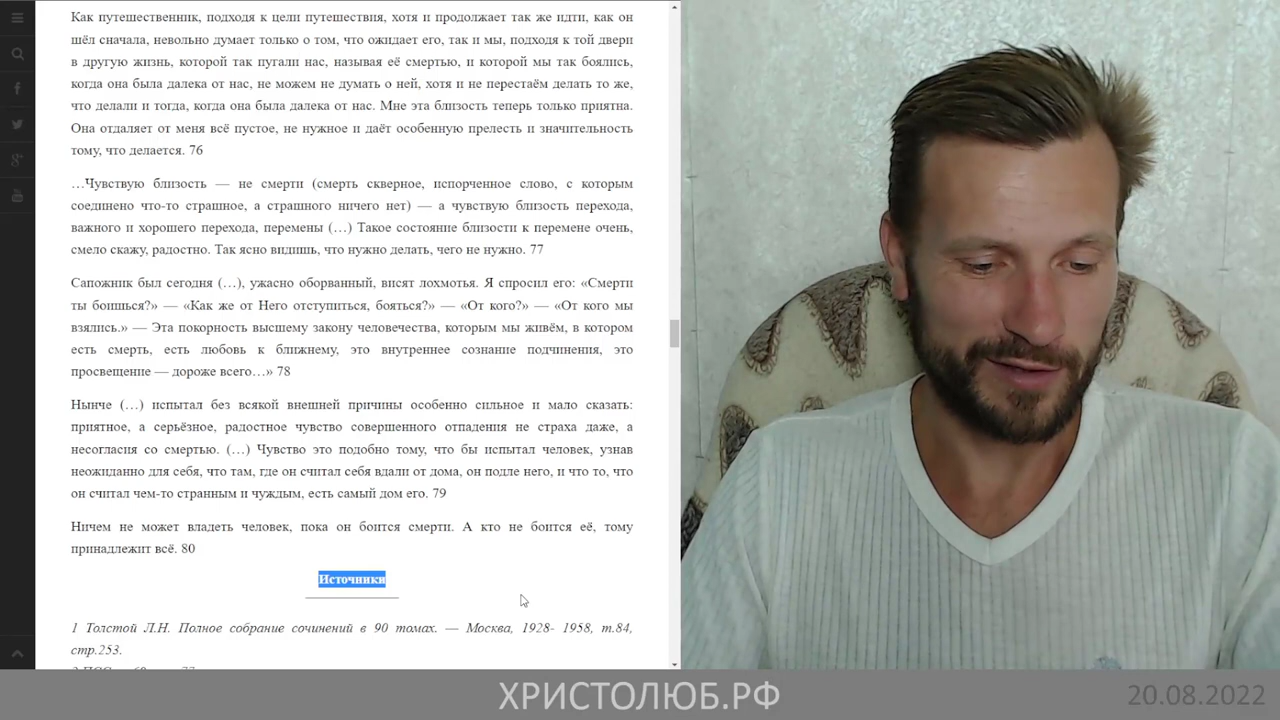 Как путешественник, подходя к цели путешествия, хотя и продолжает так же идти, как он
шёл сначала, невольно думает только о том, что ожидает его, так и мы, подходя к той двери
в другую жизнь, которой так пугали нас, называя её смертью, и которой мы так боялись,
когда она была далека от нас, не можем не думать о ней, хотя и не перестаём делать то же,
что делали и тогда, когда она была далека от нас. Мне эта близость теперь только приятна.
Она отдаляет от меня всё пустое, не нужное и даёт особенную прелесть и значительность
тому, что делается. 76
…Чувствую близость — не смерти (смерть скверное, испорченное слово, с которым
соединено что-то страшное, а страшного ничего нет) — а чувствую близость перехода,
важного и хорошего перехода, перемены (…) Такое состояние близости к перемене очень,
смело скажу, радостно. Так ясно видишь, что нужно делать, чего не нужно. 77
Сапожник был сегодня (…), ужасно оборванный, висят лохмотья. Я спросил его: «Смерти
ты боишься?» — «Как же от Него отступиться, бояться?» — «От кого?» — «От кого мы
взялись.» — Эта покорность высшему закону человечества, которым мы живём, в котором
есть смерть, есть любовь к ближнему, это внутреннее сознание подчинения, это
просвещение — дороже всего…» 78
Нынче (…) испытал без всякой внешней причины особенно сильное и мало сказать:
приятное, а серьёзное, радостное чувство совершенного отпадения не страха даже, а
несогласия со смертью. (…) Чувство это подобно тому, что бы испытал человек, узнав
неожиданно для себя, что там, где он считал себя вдали от дома, он подле него, и что то, что
он считал чем-то странным и чуждым, есть самый дом его. 79
Ничем не может владеть человек, пока он боится смерти. А кто не боится её, тому
принадлежит всё. 80
Источники
1 Толстой Л.Н. Полное собрание сочинений в 90 томах. — Москва, 1928- 1958, т.84,
стр.253.
ХРИСТОЛЮБ.РФ
20.08.2022